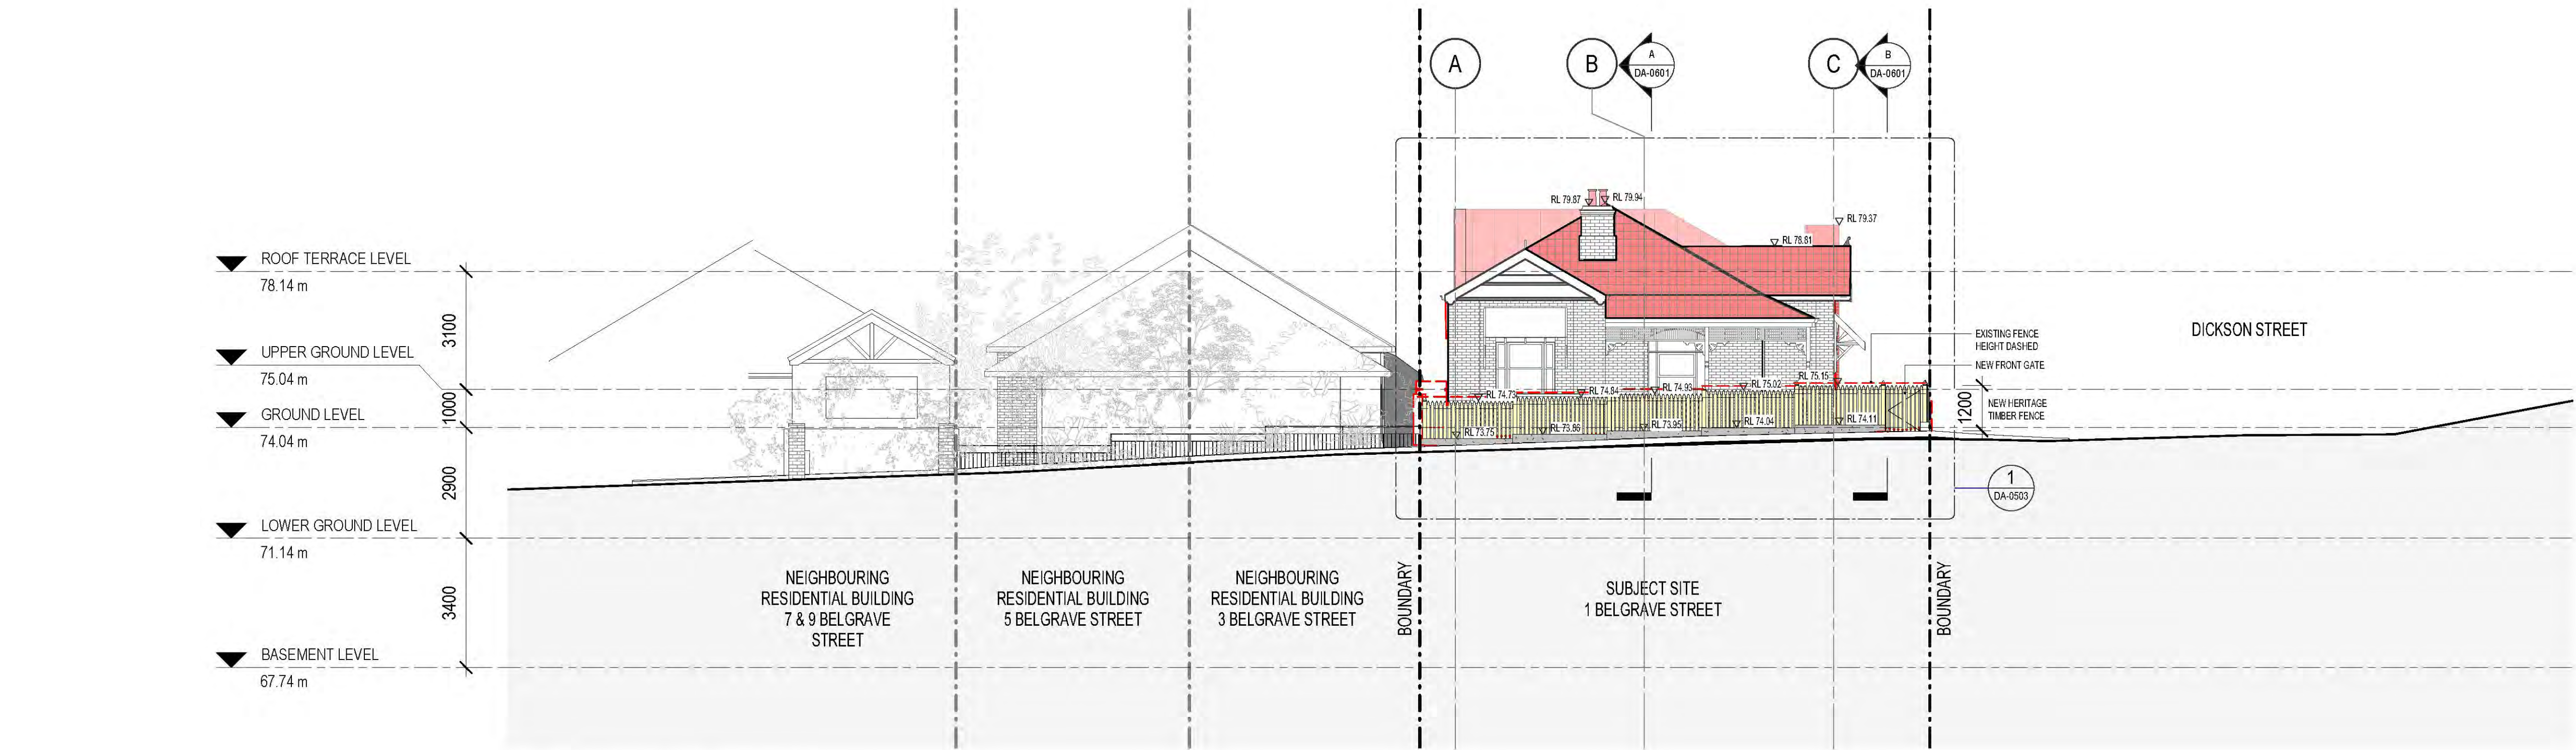 A
B
A
DA-0601
C
B
DA-0601
RL 79.87
RL 79.94
RL 79.37
RL 78.81
ROOF TERRACE LEVEL
78.14 m
3100
UPPER GROUND LEVEL
75.04 m
1000
GROUND LEVEL
74.04 m
2900
LOWER GROUND LEVEL
71.14 m
3400
BASEMENT LEVEL
67.74 m
DICKSON STREET
EXISTING FENCE
HEIGHT DASHED
NEW FRONT GATE
1200
NEW HERITAGE
TIMBER FENCE
RL 74.73
RL 74.84
RL 74.93
RL 75.02
RL 75.15
RL 73.75
RL 73.86
RL 73.95
RL 74.04
RL 74.11
1
DA-0503
NEIGHBOURING
RESIDENTIAL BUILDING
7 & 9 BELGRAVE
STREET
NEIGHBOURING
RESIDENTIAL BUILDING
5 BELGRAVE STREET
NEIGHBOURING
RESIDENTIAL BUILDING
3 BELGRAVE STREET
BOUNDARY
SUBJECT SITE
1 BELGRAVE STREET
BOUNDARY